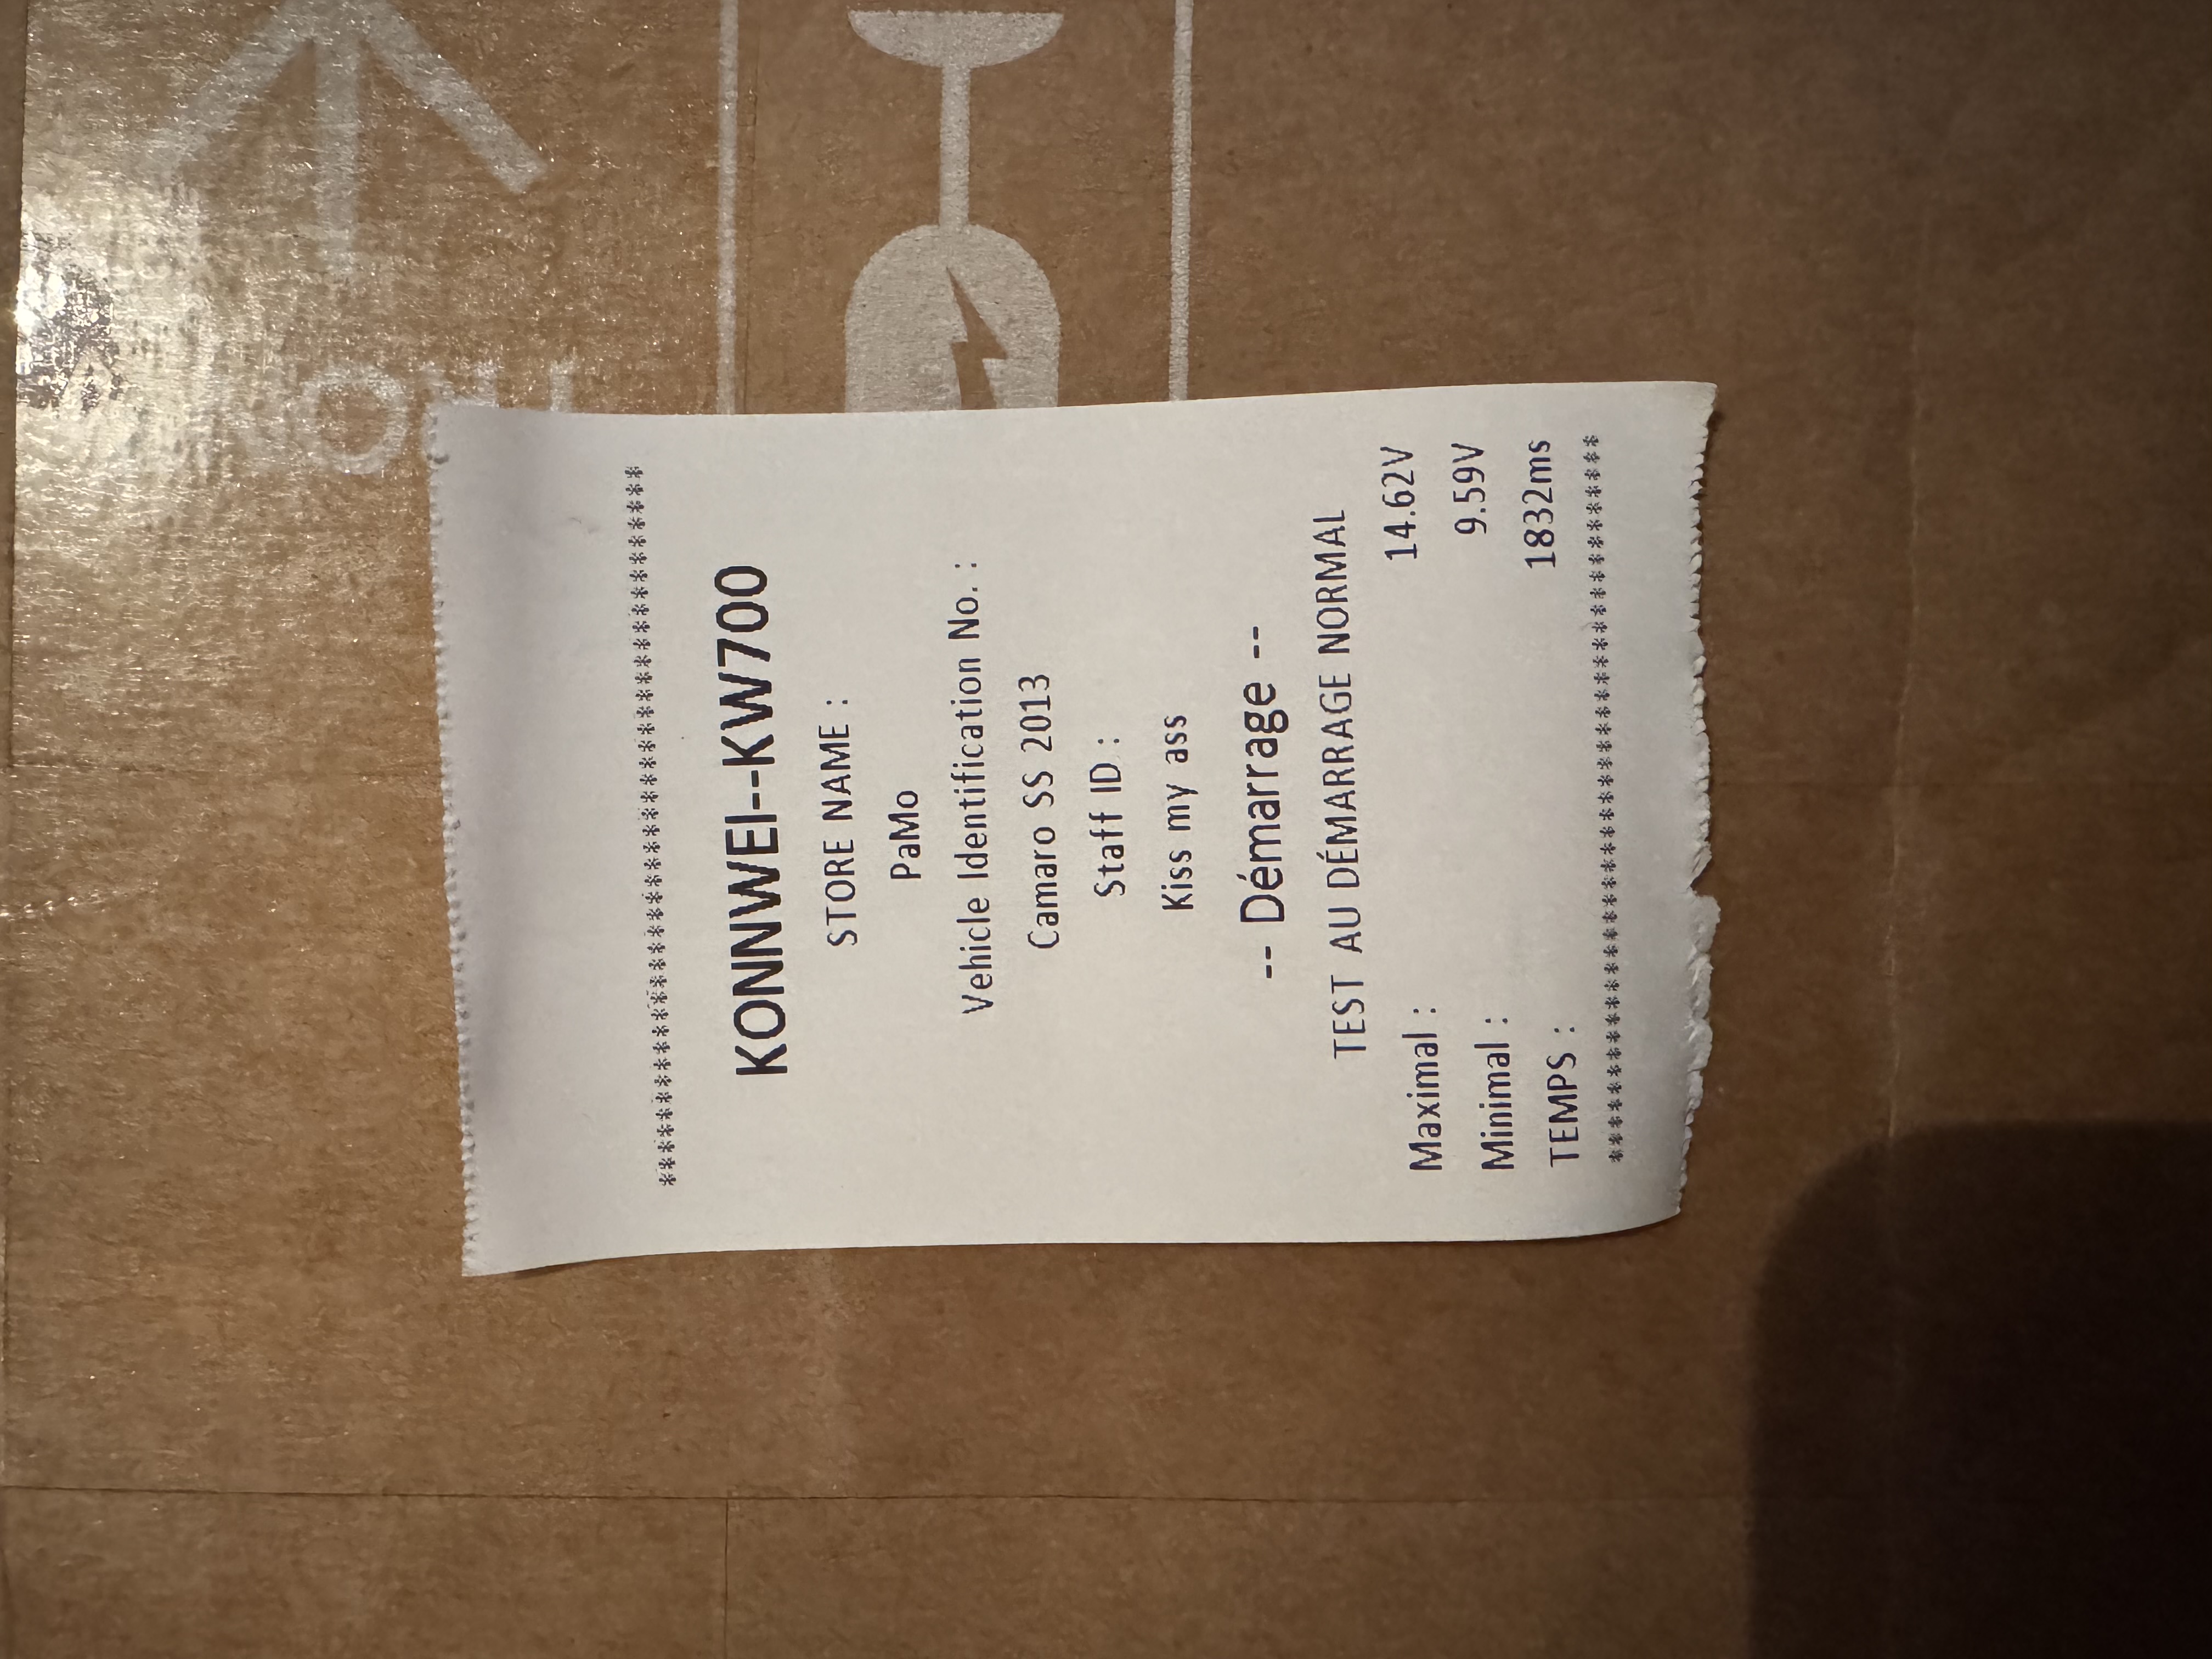 ************************************
KONNWEI--KW700
STORE NAME :
PaMo
Vehicle Identification No. :
Camaro SS 2013
Staff ID :
Kiss my ass
-- Démarrage --
TEST AU DÉMARRAGE NORMAL
Maximal : 14.62V
Minimal : 9.59V
TEMPS : 1832ms
************************************